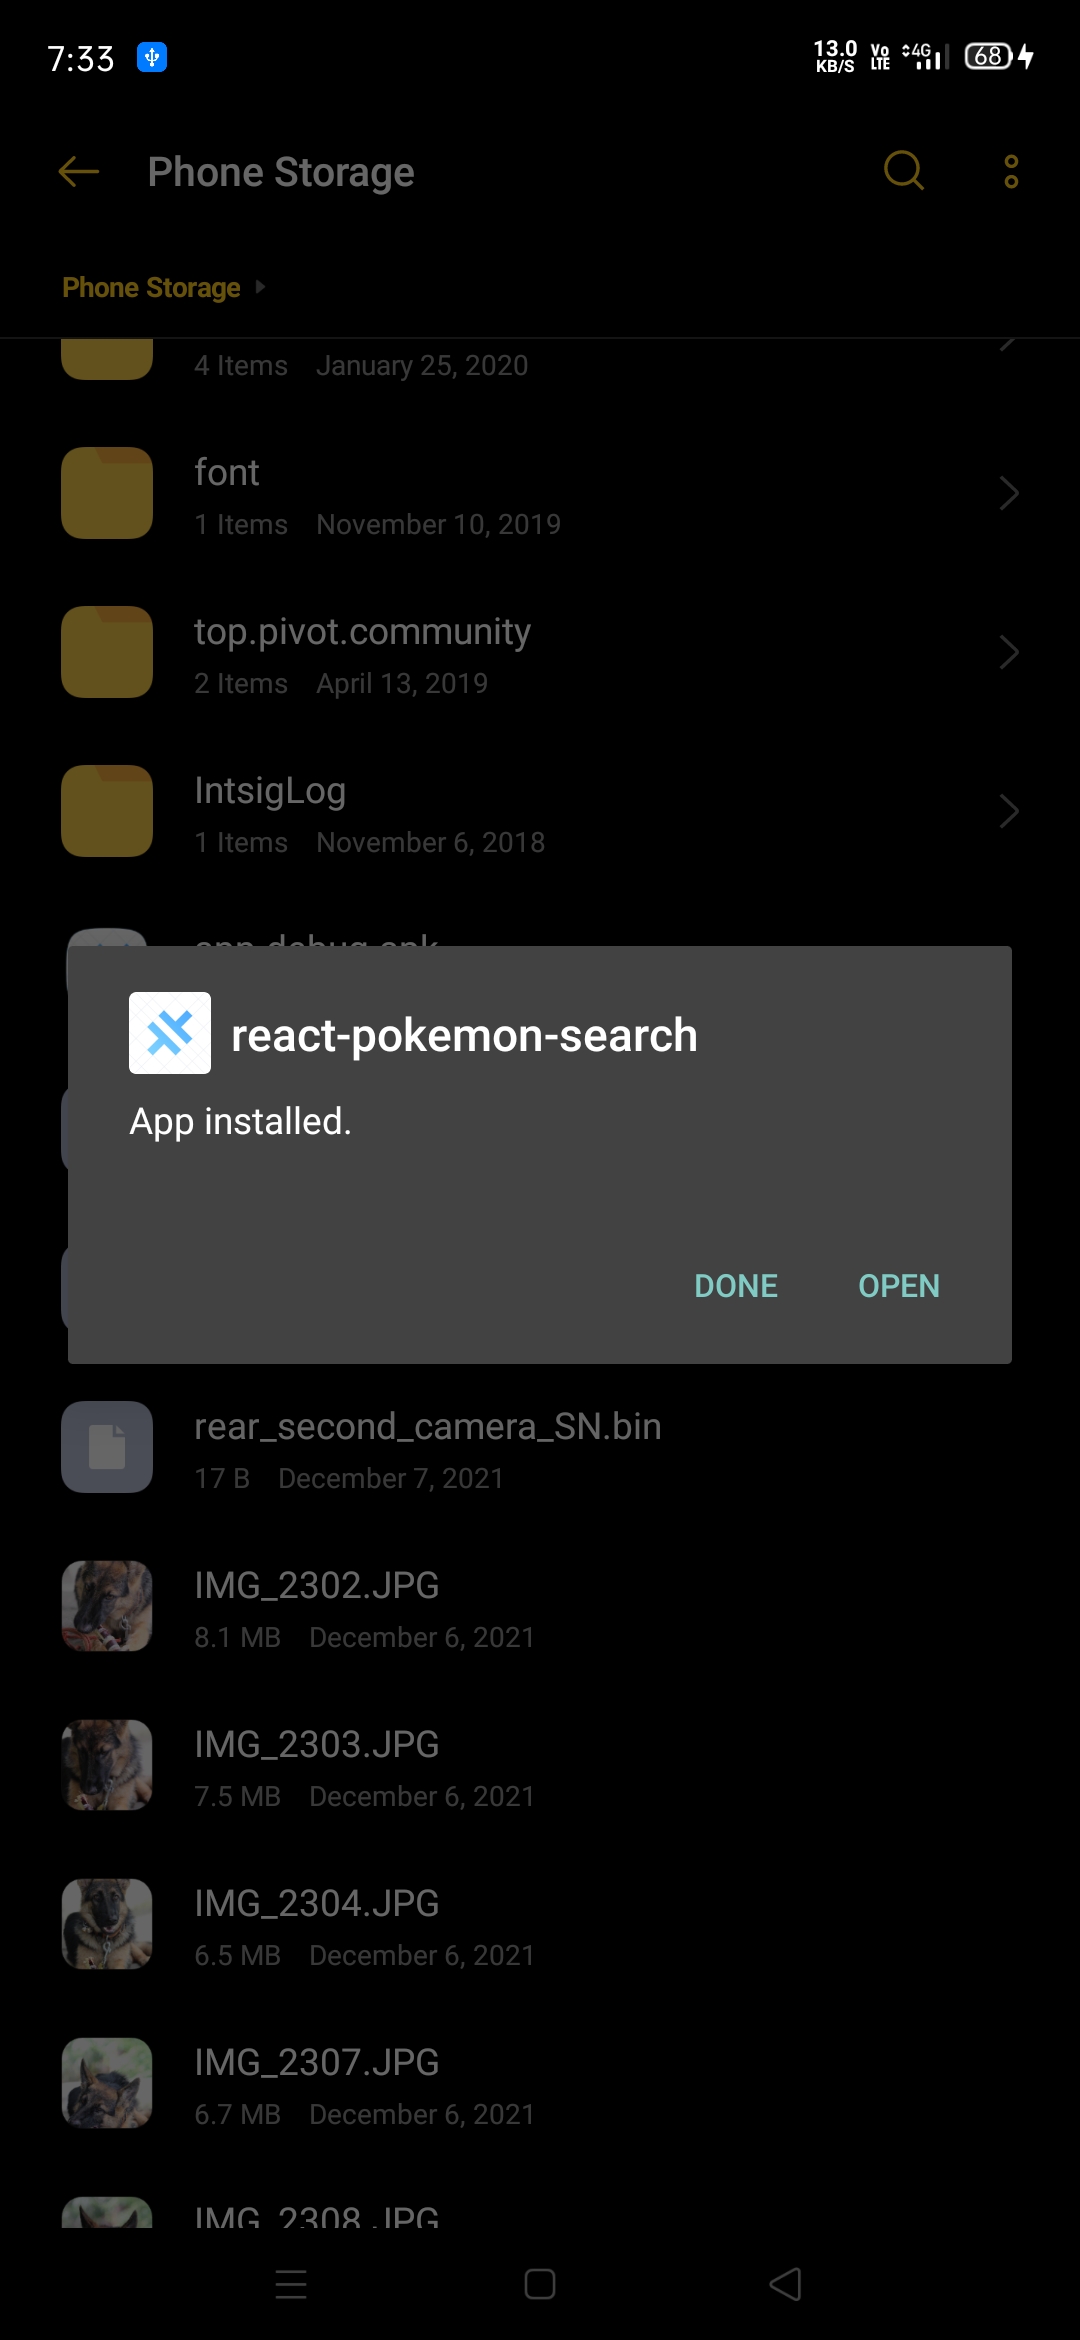 7:33
13.0 KB/S Vo LTE 4G 68
Phone Storage
Phone Storage
4 Items January 25, 2020
font
1 Items November 10, 2019
top.pivot.community
2 Items April 13, 2019
IntsigLog
1 Items November 6, 2018
app-debug.apk
react-pokemon-search
App installed.
DONE OPEN
rear_second_camera_SN.bin
17 B December 7, 2021
IMG_2302.JPG
8.1 MB December 6, 2021
IMG_2303.JPG
7.5 MB December 6, 2021
IMG_2304.JPG
6.5 MB December 6, 2021
IMG_2307.JPG
6.7 MB December 6, 2021
IMG_2308.JPG